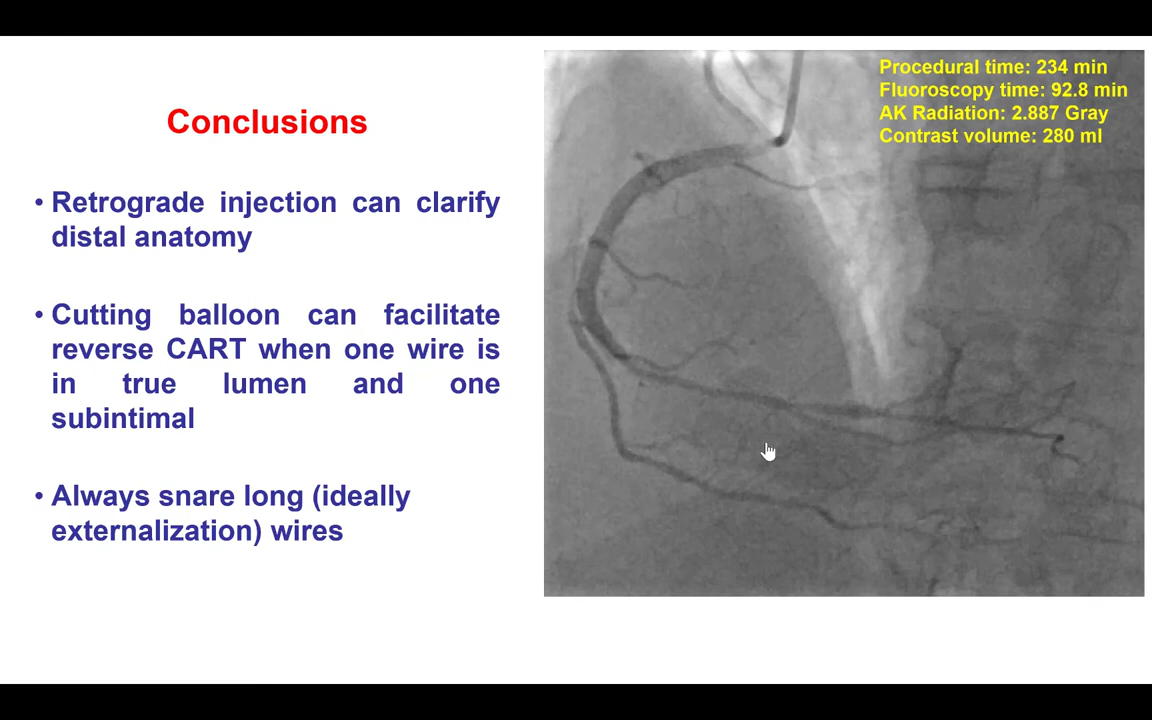 Conclusions
• Retrograde injection can clarify
distal anatomy
• Cutting balloon can facilitate
reverse CART when one wire is
in true lumen and one
subintimal
• Always snare long (ideally
externalization) wires
Procedural time: 234 min
Fluoroscopy time: 92.8 min
AK Radiation: 2.887 Gray
Contrast volume: 280 ml